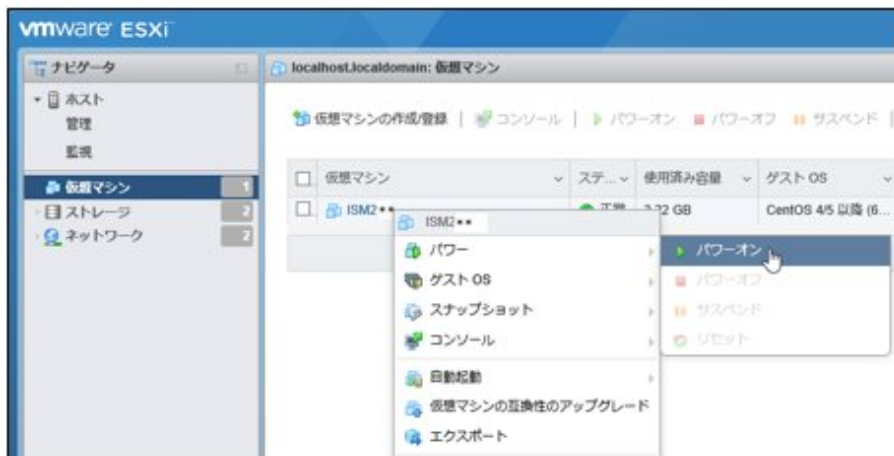 vmware ESXi
ナビゲータ
localhost.localdomain: 仮想マシン
ホスト
管理
監視
仮想マシン 1
ストレージ 2
ネットワーク 2
仮想マシンの作成/登録 | コンソール | パワーオン パワーオフ サスペンド |
仮想マシン ステ... 使用済み容量 ゲスト OS
ISM2** 正常 GB CentOS 4/5 以降 (6...
ISM2**
パワー
ゲスト OS
スナップショット
コンソール
自動起動
仮想マシンの互換性のアップグレード
エクスポート
パワーオン
パワーオフ
サスペンド
リセット